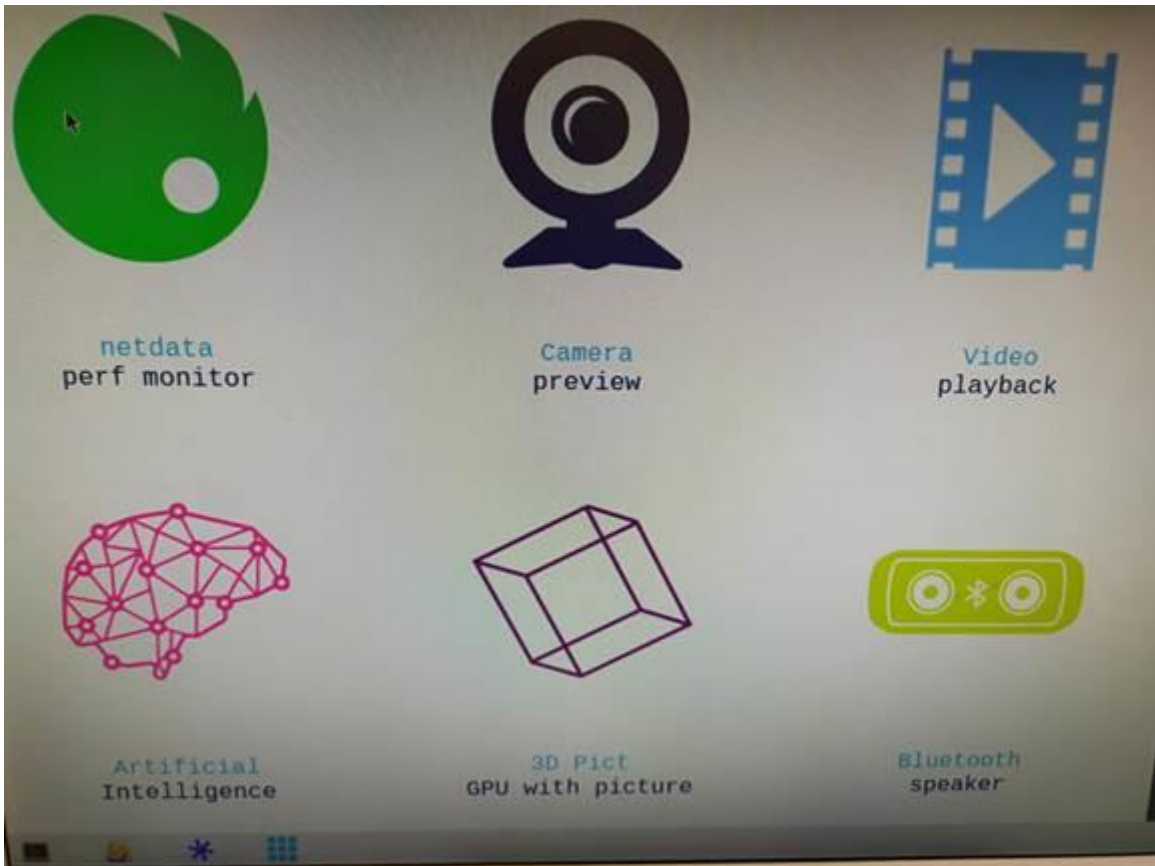 netdata
perf monitor
Camera
preview
Video
playback
Artificial
Intelligence
3D Pict
GPU with picture
Bluetooth
speaker